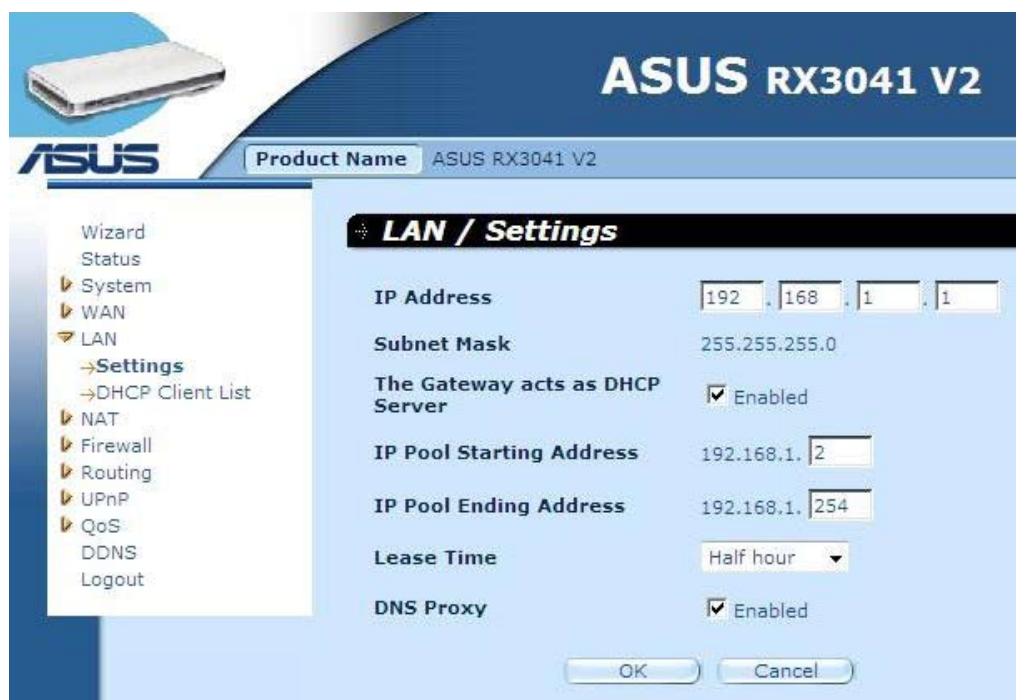 ASUS RX3041 V2
ASUS
Product Name ASUS RX3041 V2
Wizard
Status
System
WAN
LAN
Settings
DHCP Client List
NAT
Firewall
Routing
UPnP
QoS
DDNS
Logout
LAN / Settings
IP Address 192 . 168 . 1 . 1
Subnet Mask 255.255.255.0
The Gateway acts as DHCP
Server Enabled
IP Pool Starting Address 192.168.1. 2
IP Pool Ending Address 192.168.1. 254
Lease Time Half hour
DNS Proxy Enabled
OK Cancel